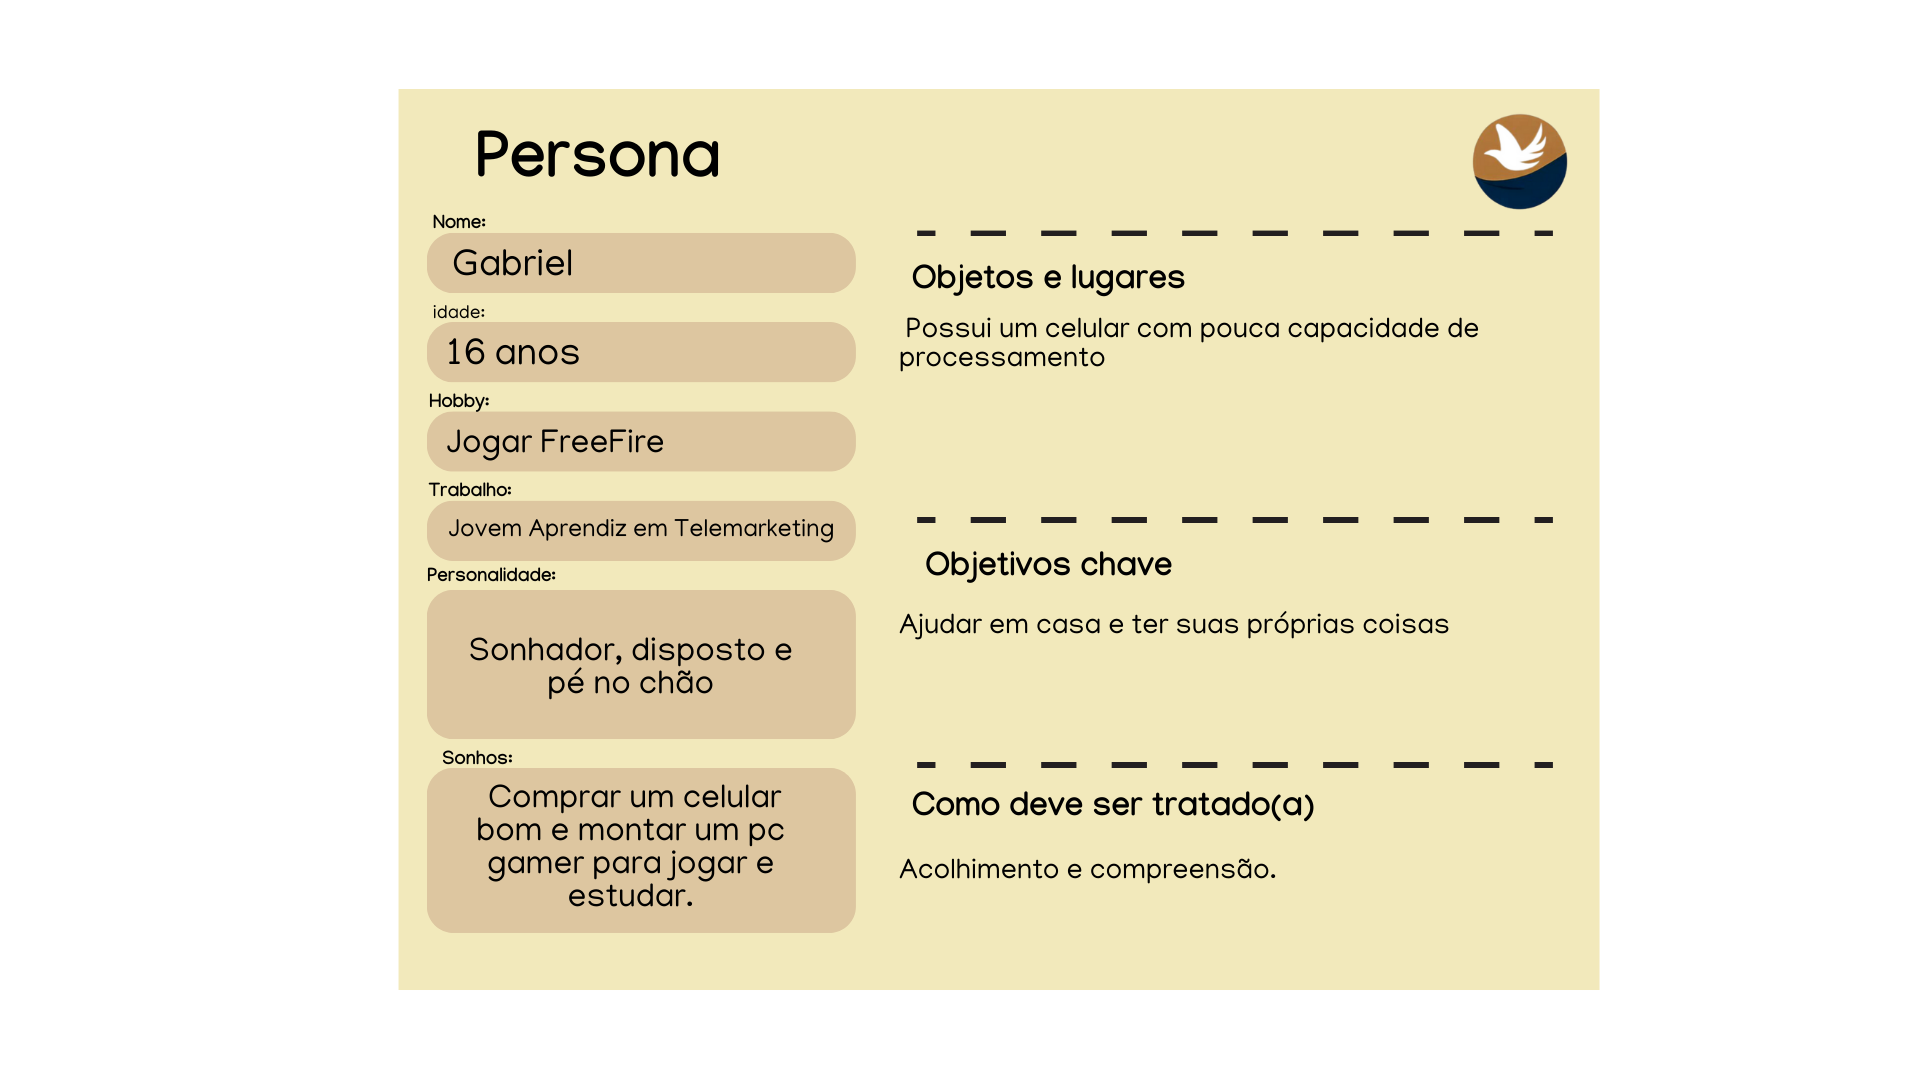 Persona
Nome:
Gabriel
idade:
16 anos
Hobby:
Jogar FreeFire
Trabalho:
Jovem Aprendiz em Telemarketing
Personalidade:
Sonhador, disposto e
pé no chão
Sonhos:
Comprar um celular
bom e montar um pc
gamer para jogar e
estudar.
Objetos e lugares
Possui um celular com pouca capacidade de
processamento
Objetivos chave
Ajudar em casa e ter suas próprias coisas
Como deve ser tratado(a)
Acolhimento e compreensão.